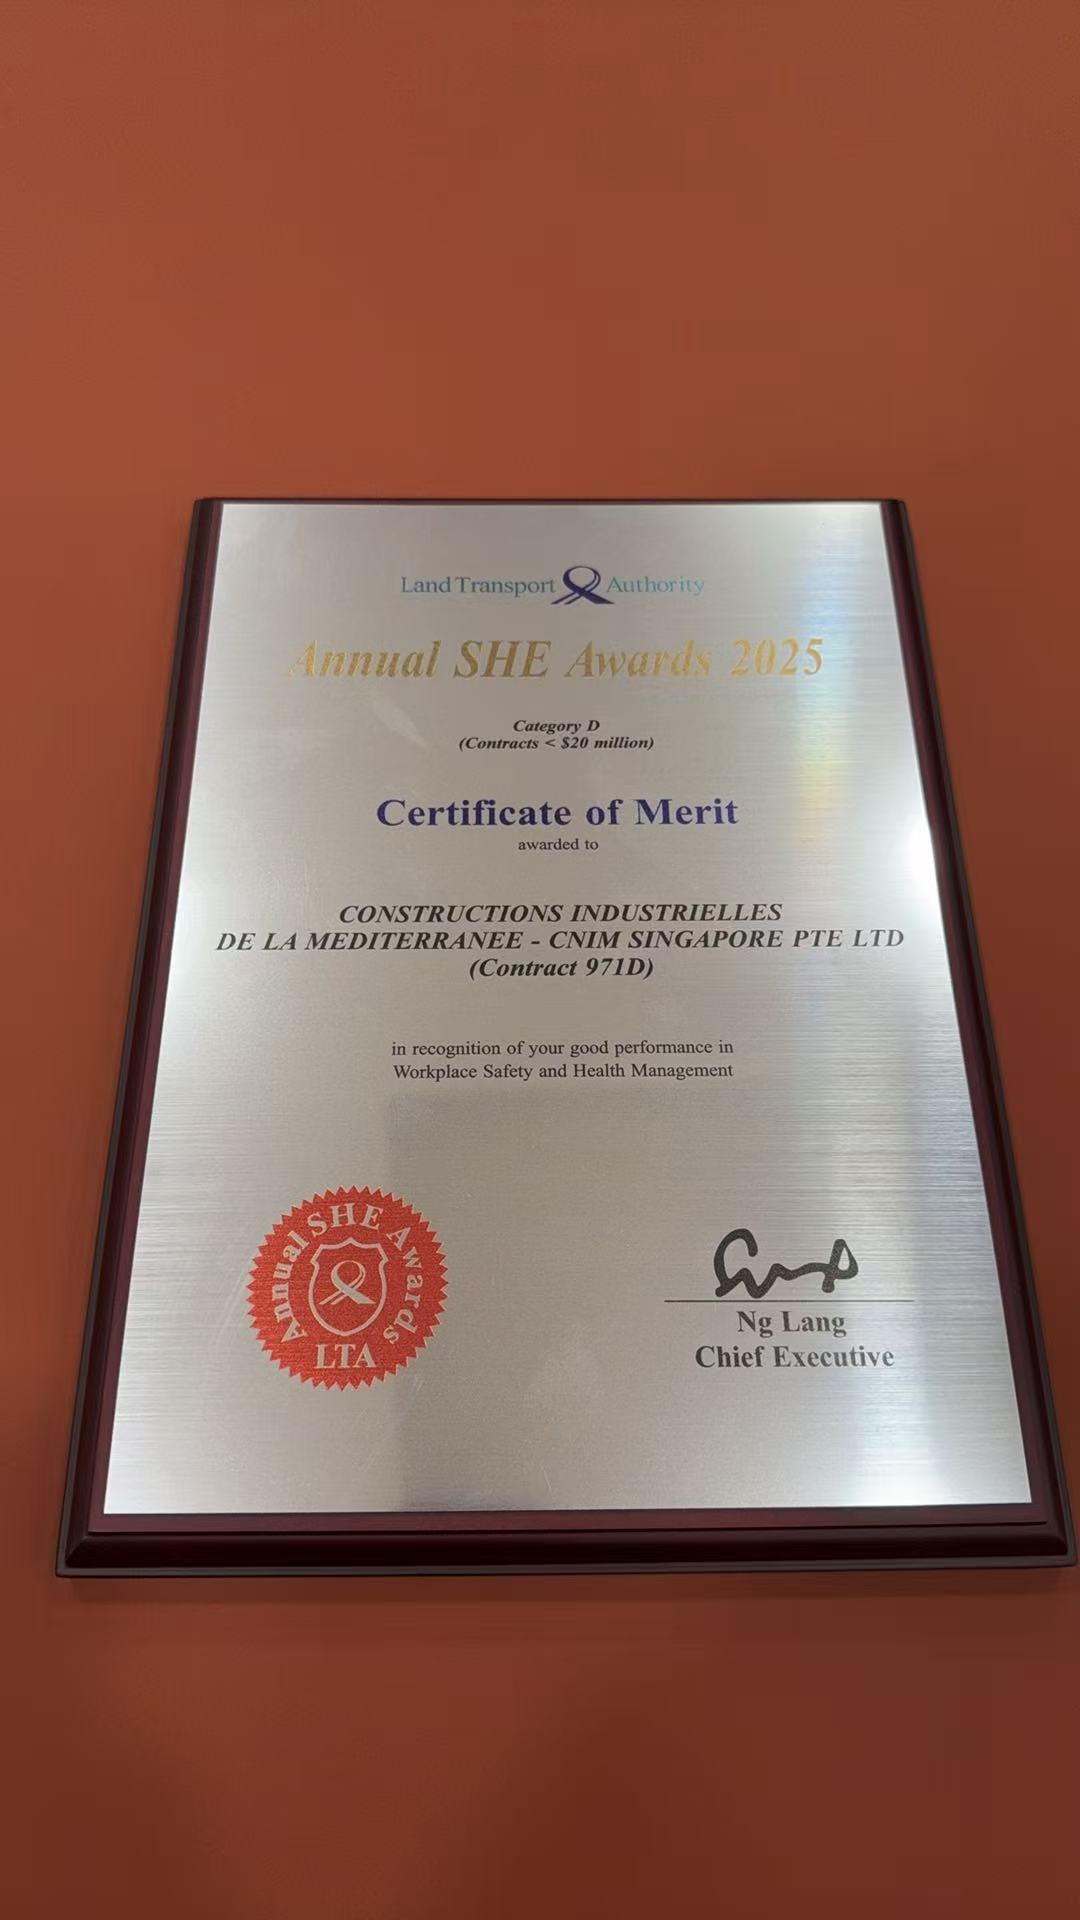 Land Transport Authority
Annual SHE Awards 2025
Category D
(Contracts < $20 million)
Certificate of Merit
awarded to
CONSTRUCTIONS INDUSTRIELLES
DE LA MEDITERRANEE - CNIM SINGAPORE PTE LTD
(Contract 971D)
in recognition of your good performance in
Workplace Safety and Health Management
Annual SHE Awards
LTA
Ng Lang
Chief Executive